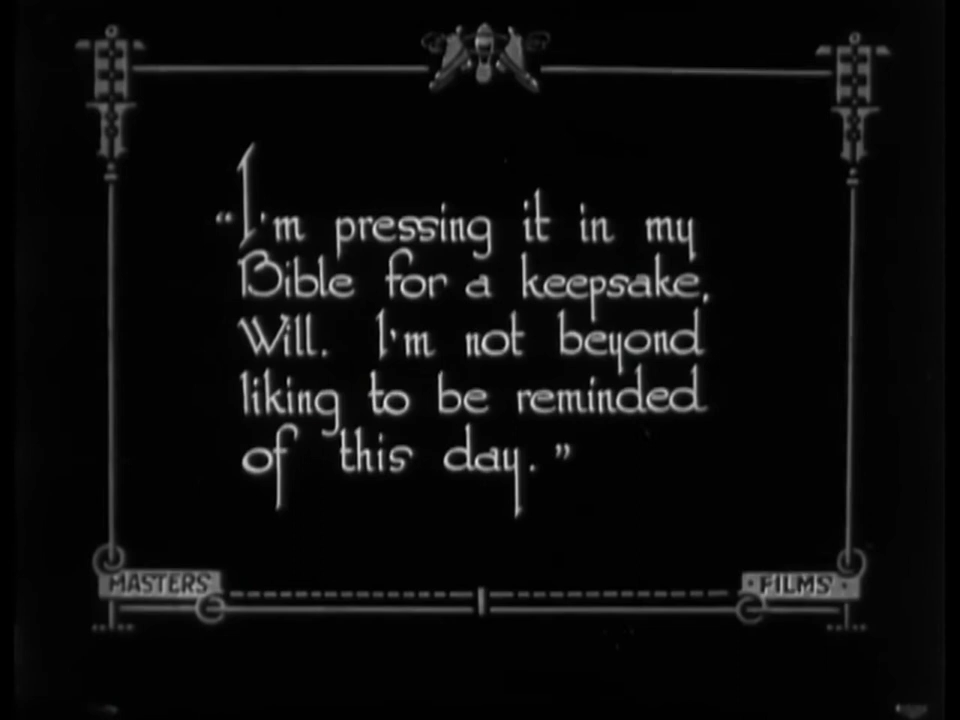 “I'm pressing it in my
Bible for a keepsake,
Will. I'm not beyond
liking to be reminded
of this day.”
MASTERS
·FILMS·